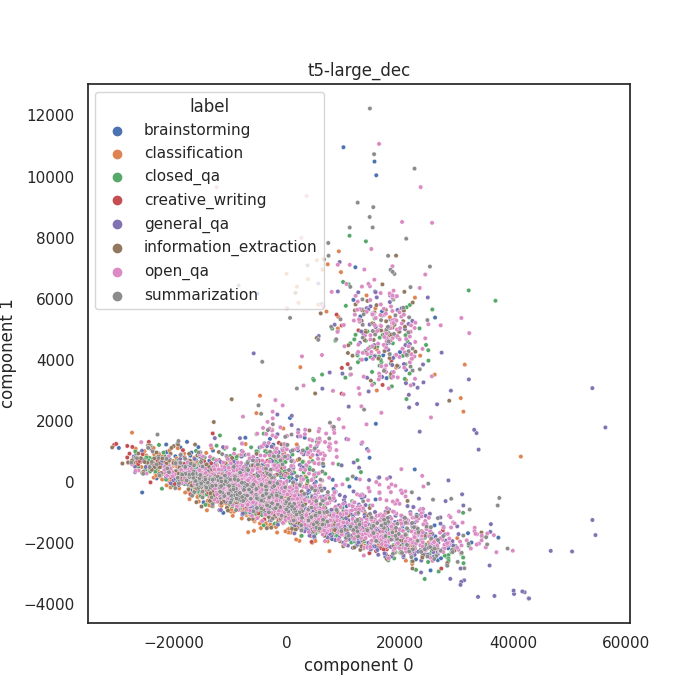 t5-large_dec
label
brainstorming
classification
closed_qa
creative_writing
general_qa
information_extraction
open_qa
summarization
12000
10000
8000
6000
4000
2000
0
−2000
−4000
component 1
−20000 0 20000 40000 60000
component 0